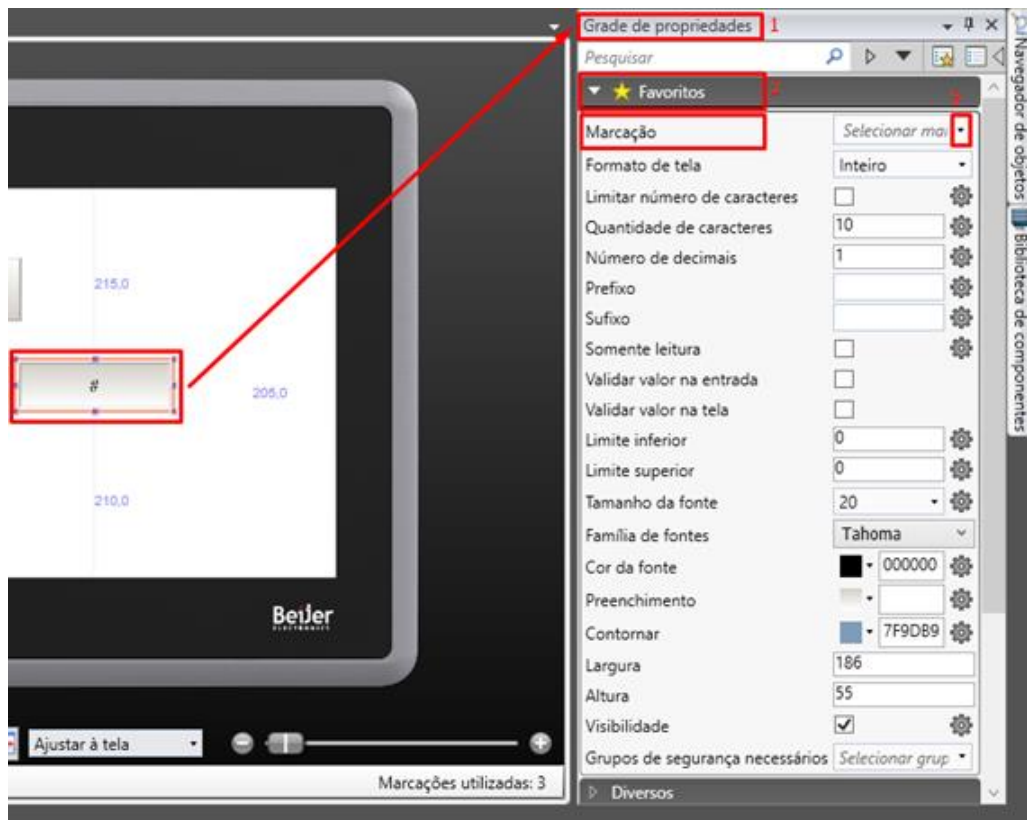 Grade de propriedades 1
Pesquisar
Favoritos 2
Marcação Selecionar mar
3
Formato de tela Inteiro
Limitar número de caracteres
Quantidade de caracteres 10
Número de decimais 1
Prefixo
Sufixo
Somente leitura
Validar valor na entrada
Validar valor na tela
Limite inferior 0
Limite superior 0
Tamanho da fonte 20
Família de fontes Tahoma
Cor da fonte 000000
Preenchimento
Contornar 7F9DB9
Largura 186
Altura 55
Visibilidade
Grupos de segurança necessários Selecionar grup
Diversos
Navegador de objetos
Biblioteca de componentes
215,0
#
205,0
210,0
Beijer
ELECTRONICS
Ajustar à tela
Marcações utilizadas: 3